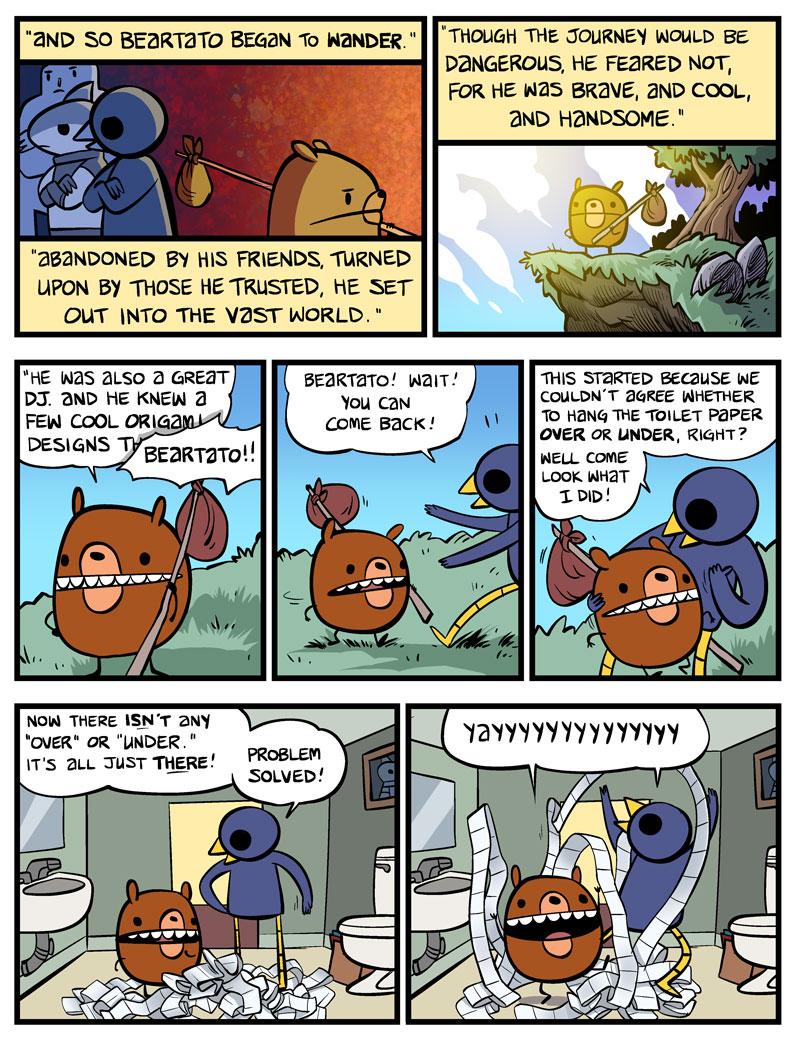 "AND SO BEARTATO BEGAN TO WANDER."
"ABANDONED BY HIS FRIENDS, TURNED
UPON BY THOSE HE TRUSTED, HE SET
OUT INTO THE VAST WORLD."
"THOUGH THE JOURNEY WOULD BE
DANGEROUS, HE FEARED NOT,
FOR HE WAS BRAVE, AND COOL,
AND HANDSOME."
"HE WAS ALSO A GREAT
DJ. AND HE KNEW A
FEW COOL ORIGAMI
DESIGNS TH
BEARTATO!!
BEARTATO! WAIT!
YOU CAN
COME BACK!
THIS STARTED BECAUSE WE
COULDN'T AGREE WHETHER
TO HANG THE TOILET PAPER
OVER OR UNDER, RIGHT?
WELL COME
LOOK WHAT
I DID!
NOW THERE ISN'T ANY
"OVER" OR "UNDER."
IT'S ALL JUST THERE!
PROBLEM
SOLVED!
YAYYYYYYYYYYYYYYY